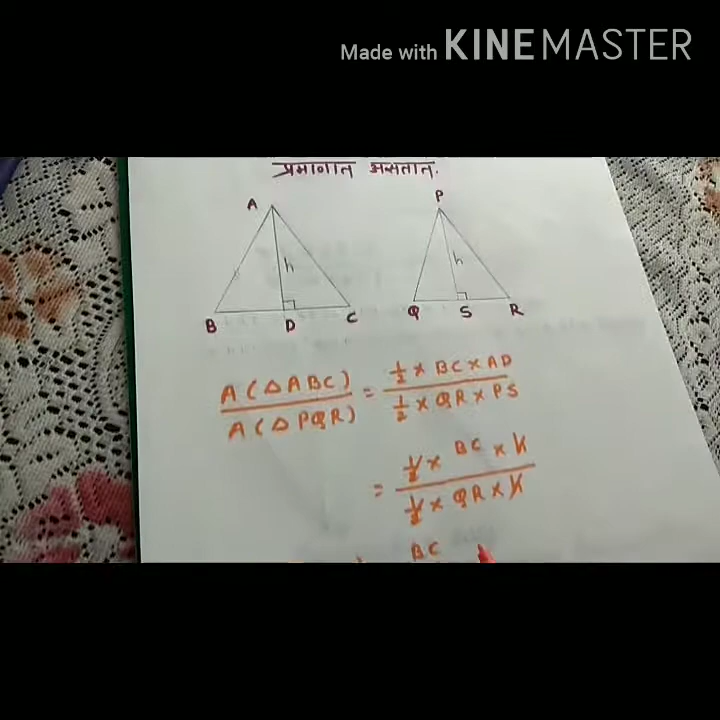 Made with KINEMASTER
प्रमाणात असतात.
A P
h h
B D C Q S R
A(△ABC) / A(△PQR) = ½ × BC × AD / ½ × QR × PS
= ½ × BC × h / ½ × QR × h
BC